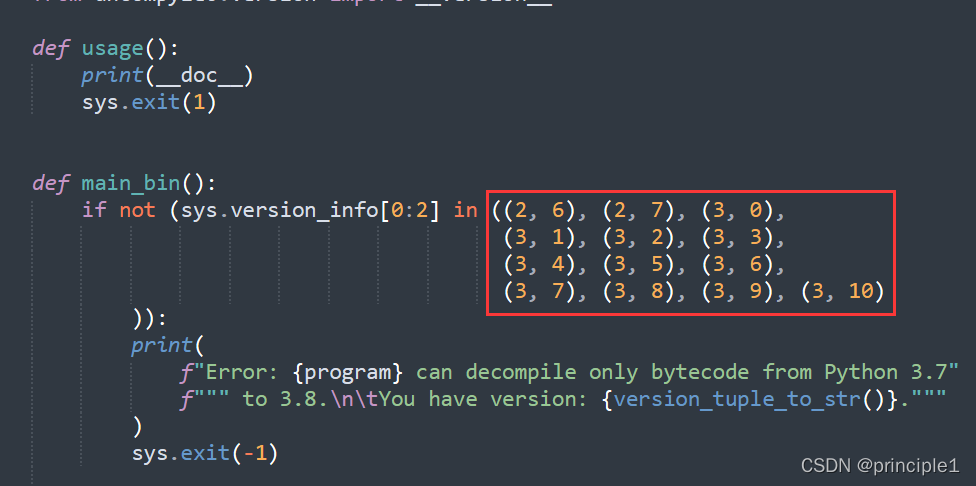 def usage():
print(__doc__)
sys.exit(1)
def main_bin():
if not (sys.version_info[0:2] in ((2, 6), (2, 7), (3, 0),
(3, 1), (3, 2), (3, 3),
(3, 4), (3, 5), (3, 6),
(3, 7), (3, 8), (3, 9), (3, 10)
)):
print(
f"Error: {program} can decompile only bytecode from Python 3.7"
f""" to 3.8.\n\tYou have version: {version_tuple_to_str()}."""
)
sys.exit(-1)
CSDN @principle1